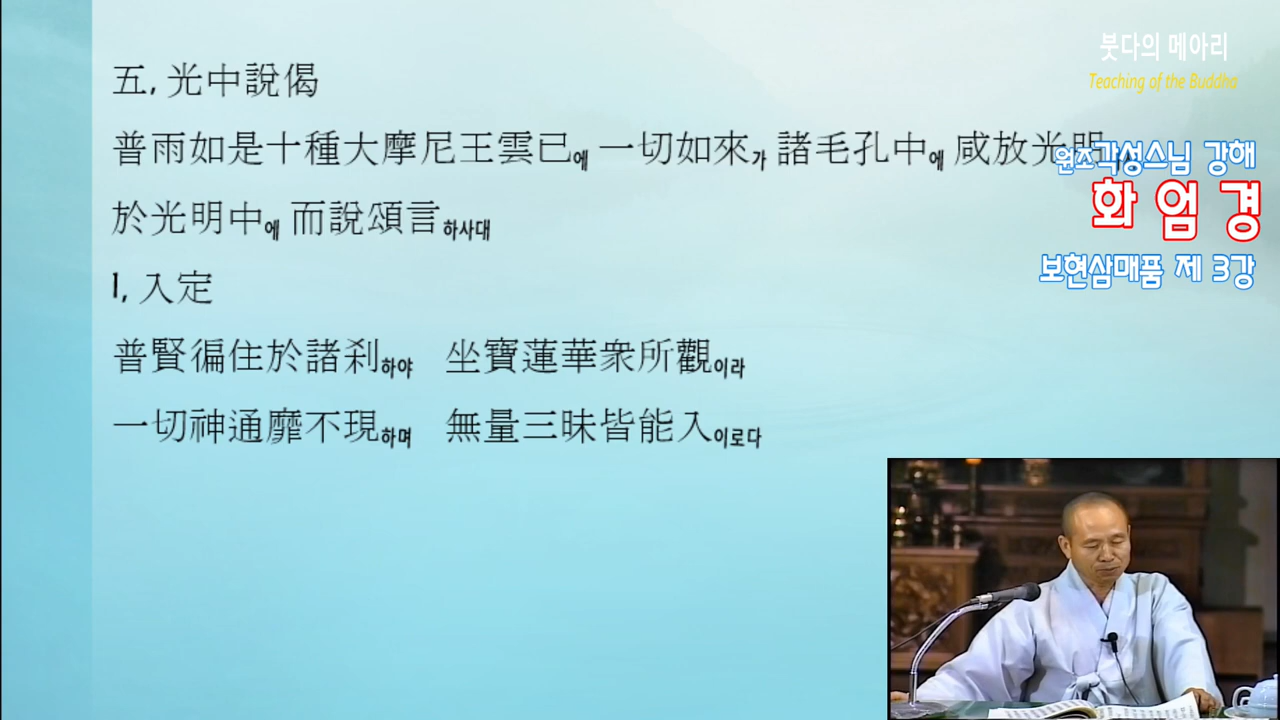 五, 光中說偈
普雨如是十種大摩尼王雲已에 一切如來가 諸毛孔中에 咸放光明
於光明中에 而說頌言하사대
1, 入定
普賢徧住於諸刹하야 坐寶蓮華衆所觀이라
一切神通靡不現하며 無量三昧皆能入이로다
붓다의 메아리
Teaching of the Buddha
원조각성스님 강해
화엄경
보현삼매품 제 3강